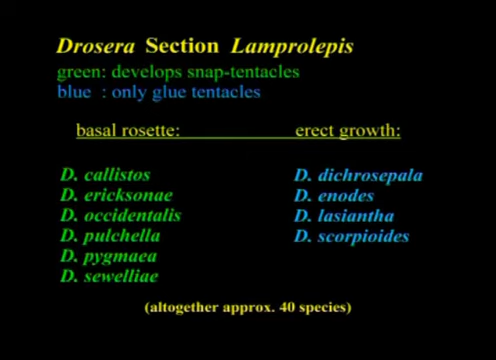 Drosera Section Lamprolepis
green: develops snap-tentacles
blue : only glue tentacles
basal rosette: erect growth:
D. callistos D. dichrosepala
D. ericksonae D. enodes
D. occidentalis D. lasiantha
D. pulchella D. scorpioides
D. pygmaea
D. sewelliae
(altogether approx. 40 species)